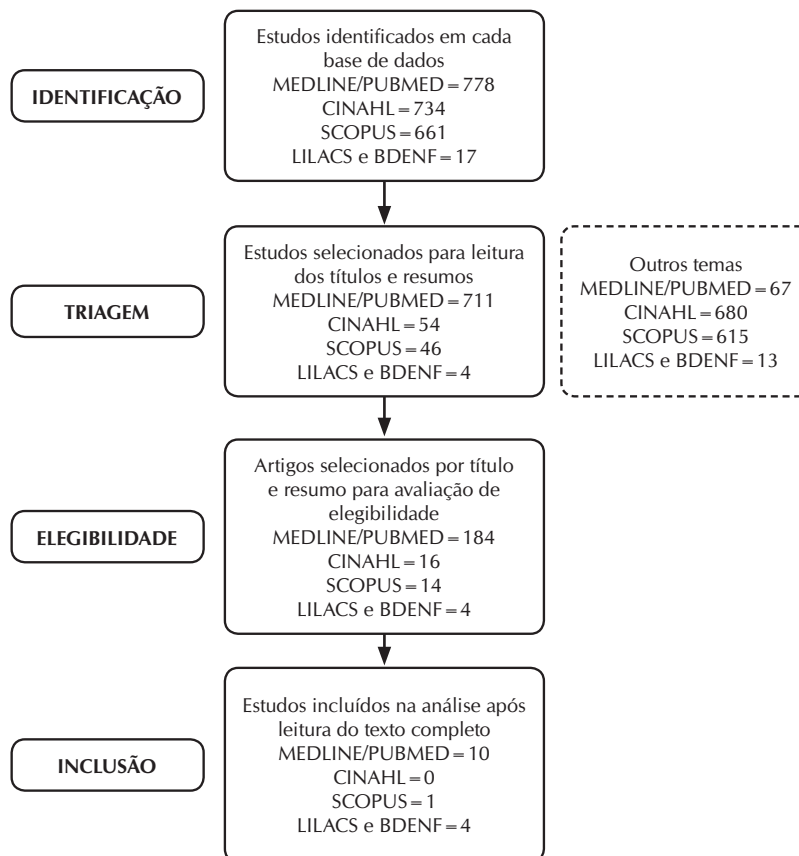 IDENTIFICAÇÃO
Estudos identificados em cada
base de dados
MEDLINE/PUBMED = 778
CINAHL = 734
SCOPUS = 661
LILACS e BDENF = 17
TRIAGEM
Estudos selecionados para leitura
dos títulos e resumos
MEDLINE/PUBMED = 711
CINAHL = 54
SCOPUS = 46
LILACS e BDENF = 4
Outros temas
MEDLINE/PUBMED = 67
CINAHL = 680
SCOPUS = 615
LILACS e BDENF = 13
ELEGIBILIDADE
Artigos selecionados por título
e resumo para avaliação de
elegibilidade
MEDLINE/PUBMED = 184
CINAHL = 16
SCOPUS = 14
LILACS e BDENF = 4
INCLUSÃO
Estudos incluídos na análise após
leitura do texto completo
MEDLINE/PUBMED = 10
CINAHL = 0
SCOPUS = 1
LILACS e BDENF = 4